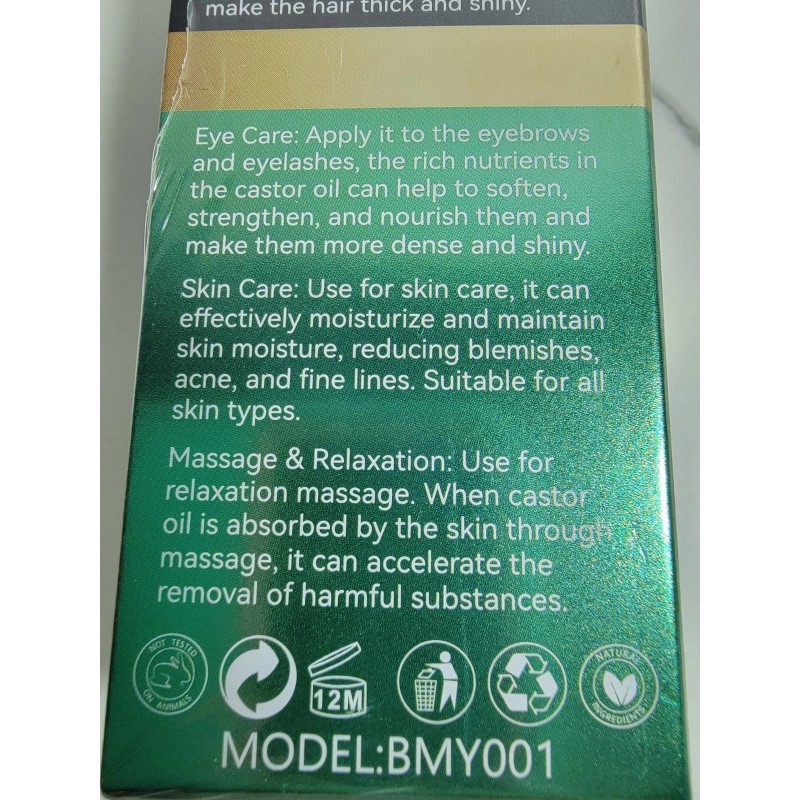 make the hair thick and shiny.
Eye Care: Apply it to the eyebrows
and eyelashes, the rich nutrients in
the castor oil can help to soften,
strengthen, and nourish them and
make them more dense and shiny.
Skin Care: Use for skin care, it can
effectively moisturize and maintain
skin moisture, reducing blemishes,
acne, and fine lines. Suitable for all
skin types.
Massage & Relaxation: Use for
relaxation massage. When castor
oil is absorbed by the skin through
massage, it can accelerate the
removal of harmful substances.
NOT TESTED
ON ANIMALS
12M
NATURAL
INGREDIENTS
MODEL:BMY001